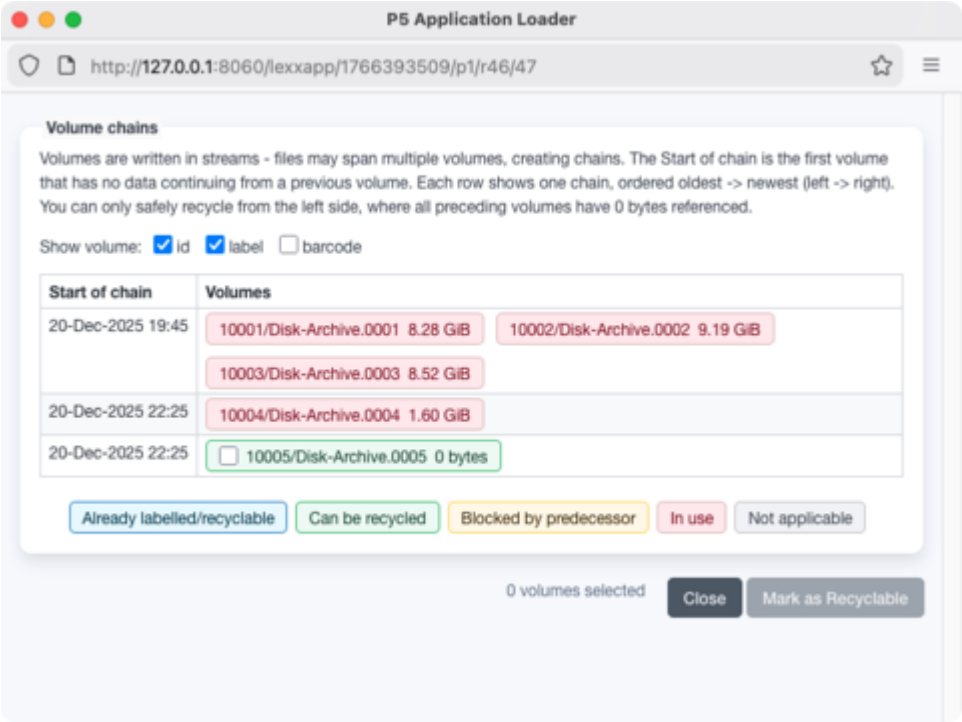 P5 Application Loader
http://127.0.0.1:8060/lexxapp/1766393509/p1/r46/47
Volume chains
Volumes are written in streams - files may span multiple volumes, creating chains. The Start of chain is the first volume
that has no data continuing from a previous volume. Each row shows one chain, ordered oldest -> newest (left -> right).
You can only safely recycle from the left side, where all preceding volumes have 0 bytes referenced.
Show volume: id label barcode
Start of chain Volumes
20-Dec-2025 19:45 10001/Disk-Archive.0001 8.28 GiB 10002/Disk-Archive.0002 9.19 GiB
10003/Disk-Archive.0003 8.52 GiB
20-Dec-2025 22:25 10004/Disk-Archive.0004 1.60 GiB
20-Dec-2025 22:25 10005/Disk-Archive.0005 0 bytes
Already labelled/recyclable Can be recycled Blocked by predecessor In use Not applicable
0 volumes selected Close Mark as Recyclable